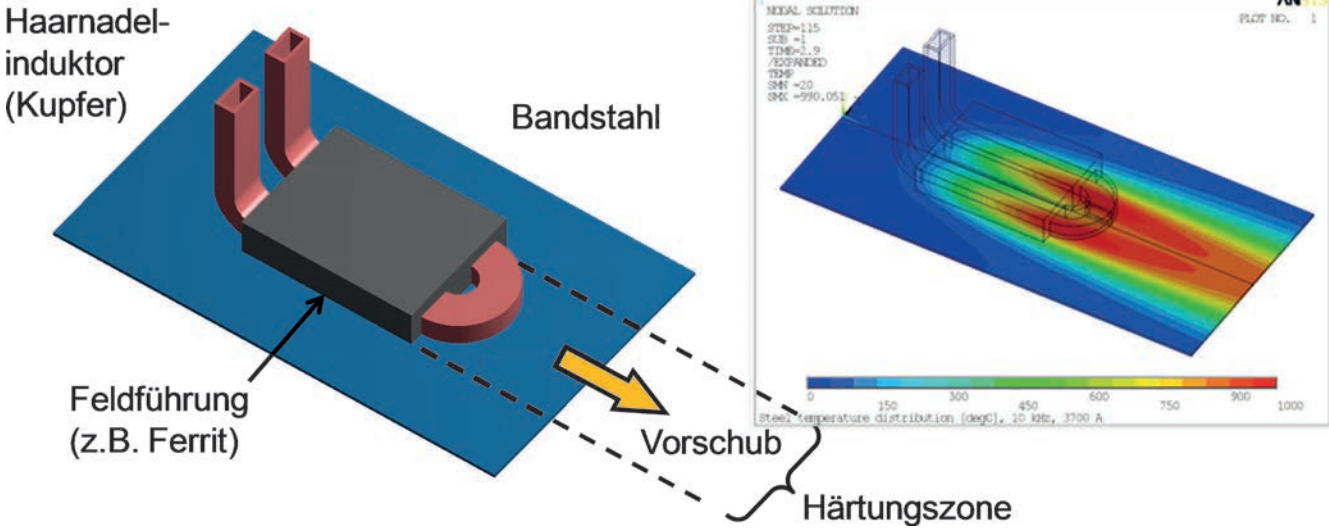 Haarnadel-
induktor
(Kupfer)
Bandstahl
Feldführung
(z.B. Ferrit)
Vorschub
Härtungszone
NODAL SOLUTION
STEP=115
SUB =1
TIME=2.9
/EXPANDED
TEMP
SMN =20
SMX =990.051
PLOT NO. 1
0 150 300 450 600 750 900 1000
Steel temperature distribution [degC], 10 kHz, 3700 A